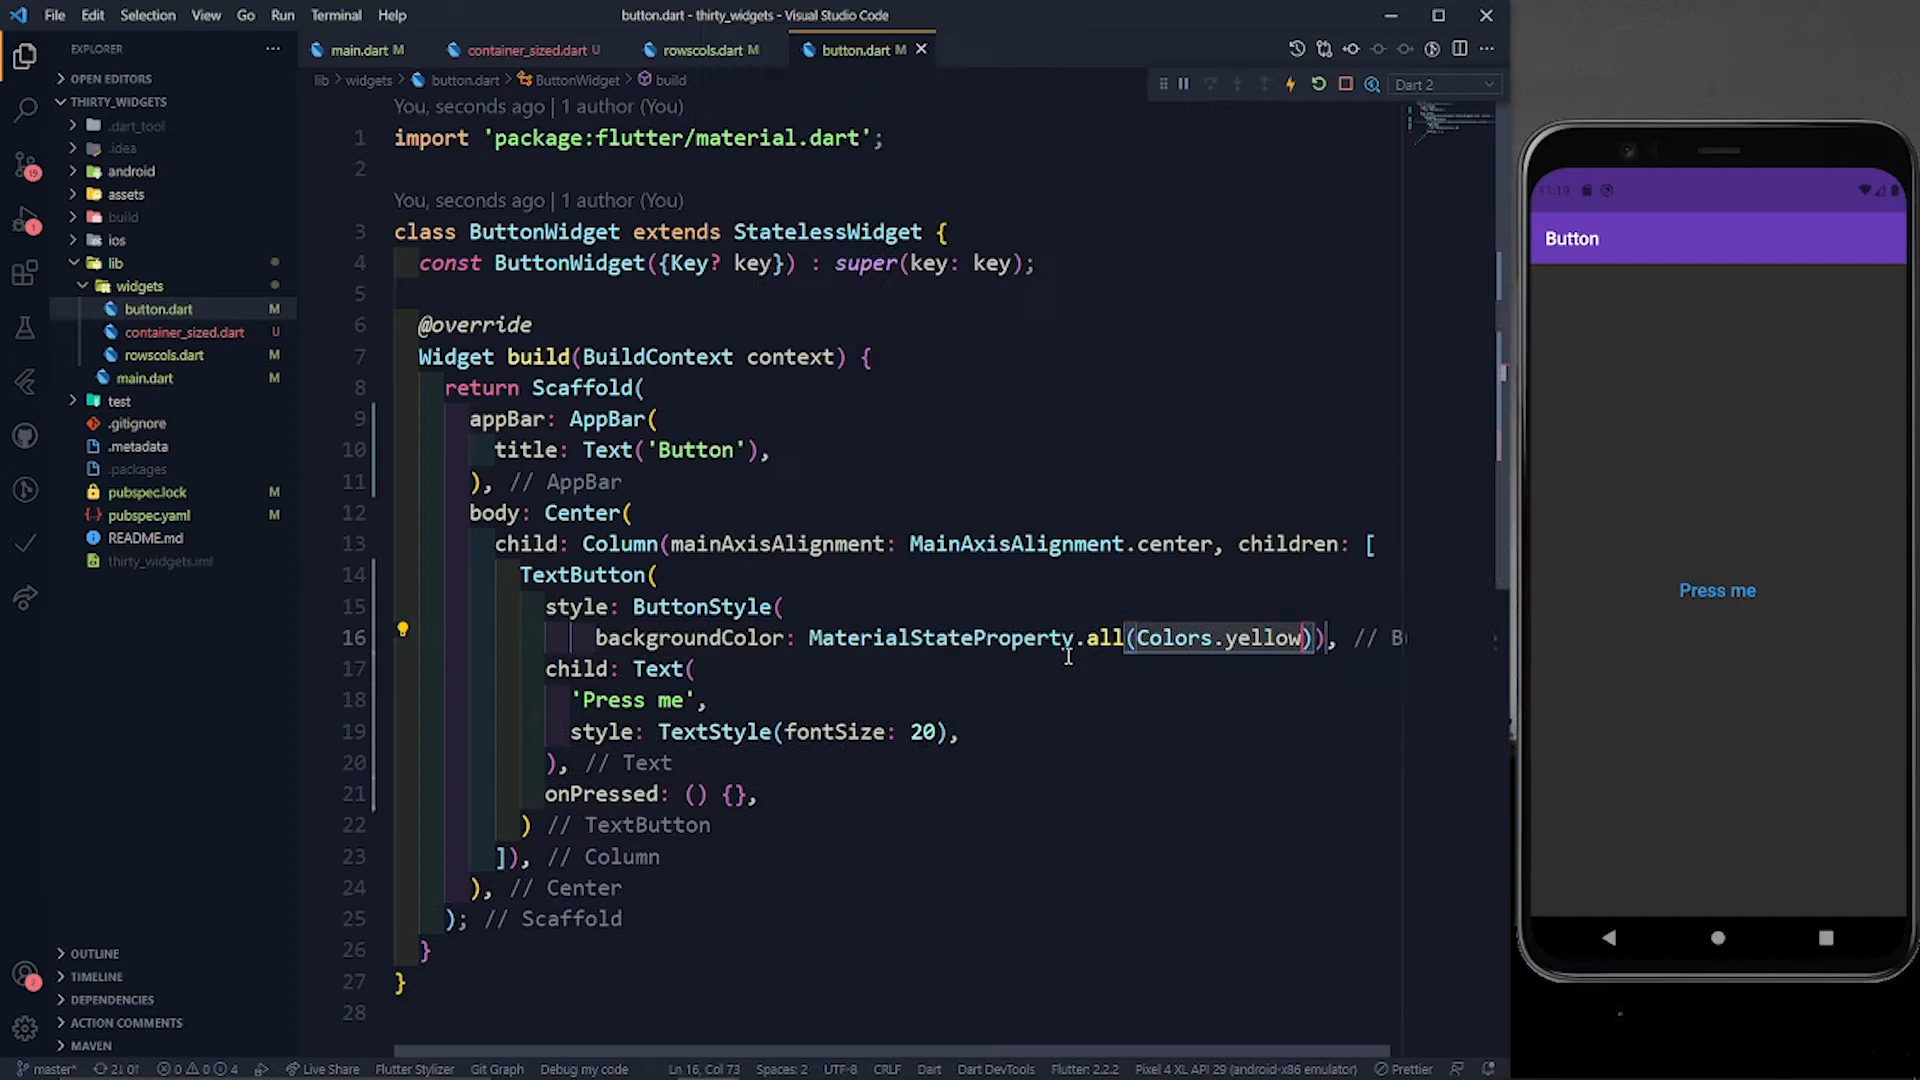 File Edit Selection View Go Run Terminal Help
button.dart - thirty_widgets - Visual Studio Code
EXPLORER
main.dart M
container_sized.dart U
rowscols.dart M
button.dart M
OPEN EDITORS
lib > widgets > button.dart > ButtonWidget > build
Dart 2
THIRTY_WIDGETS
.dart_tool
.idea
android
assets
build
ios
lib
widgets
button.dart M
container_sized.dart U
rowscols.dart M
main.dart M
test
.gitignore
.metadata
.packages
pubspec.lock M
pubspec.yaml M
README.md
thirty_widgets.iml
OUTLINE
TIMELINE
DEPENDENCIES
ACTION COMMENTS
MAVEN
19
1
2
You, seconds ago | 1 author (You)
1 import 'package:flutter/material.dart';
2
You, seconds ago | 1 author (You)
3 class ButtonWidget extends StatelessWidget {
4 const ButtonWidget({Key? key}) : super(key: key);
5
6 @override
7 Widget build(BuildContext context) {
8 return Scaffold(
9 appBar: AppBar(
10 title: Text('Button'),
11 ), // AppBar
12 body: Center(
13 child: Column(mainAxisAlignment: MainAxisAlignment.center, children: [
14 TextButton(
15 style: ButtonStyle(
16 backgroundColor: MaterialStateProperty.all(Colors.yellow)), // B
17 child: Text(
18 'Press me',
19 style: TextStyle(fontSize: 20),
20 ), // Text
21 onPressed: () {},
22 ) // TextButton
23 ]), // Column
24 ), // Center
25 ); // Scaffold
26 }
27 }
28
11:19
Button
Press me
master* 2↓ 0↑ 0 0 4 Live Share Flutter Stylizer Git Graph Debug my code Ln 16, Col 73 Spaces: 2 UTF-8 CRLF Dart Dart DevTools Flutter: 2.2.2 Pixel 4 XL API 29 (android-x86 emulator) Prettier